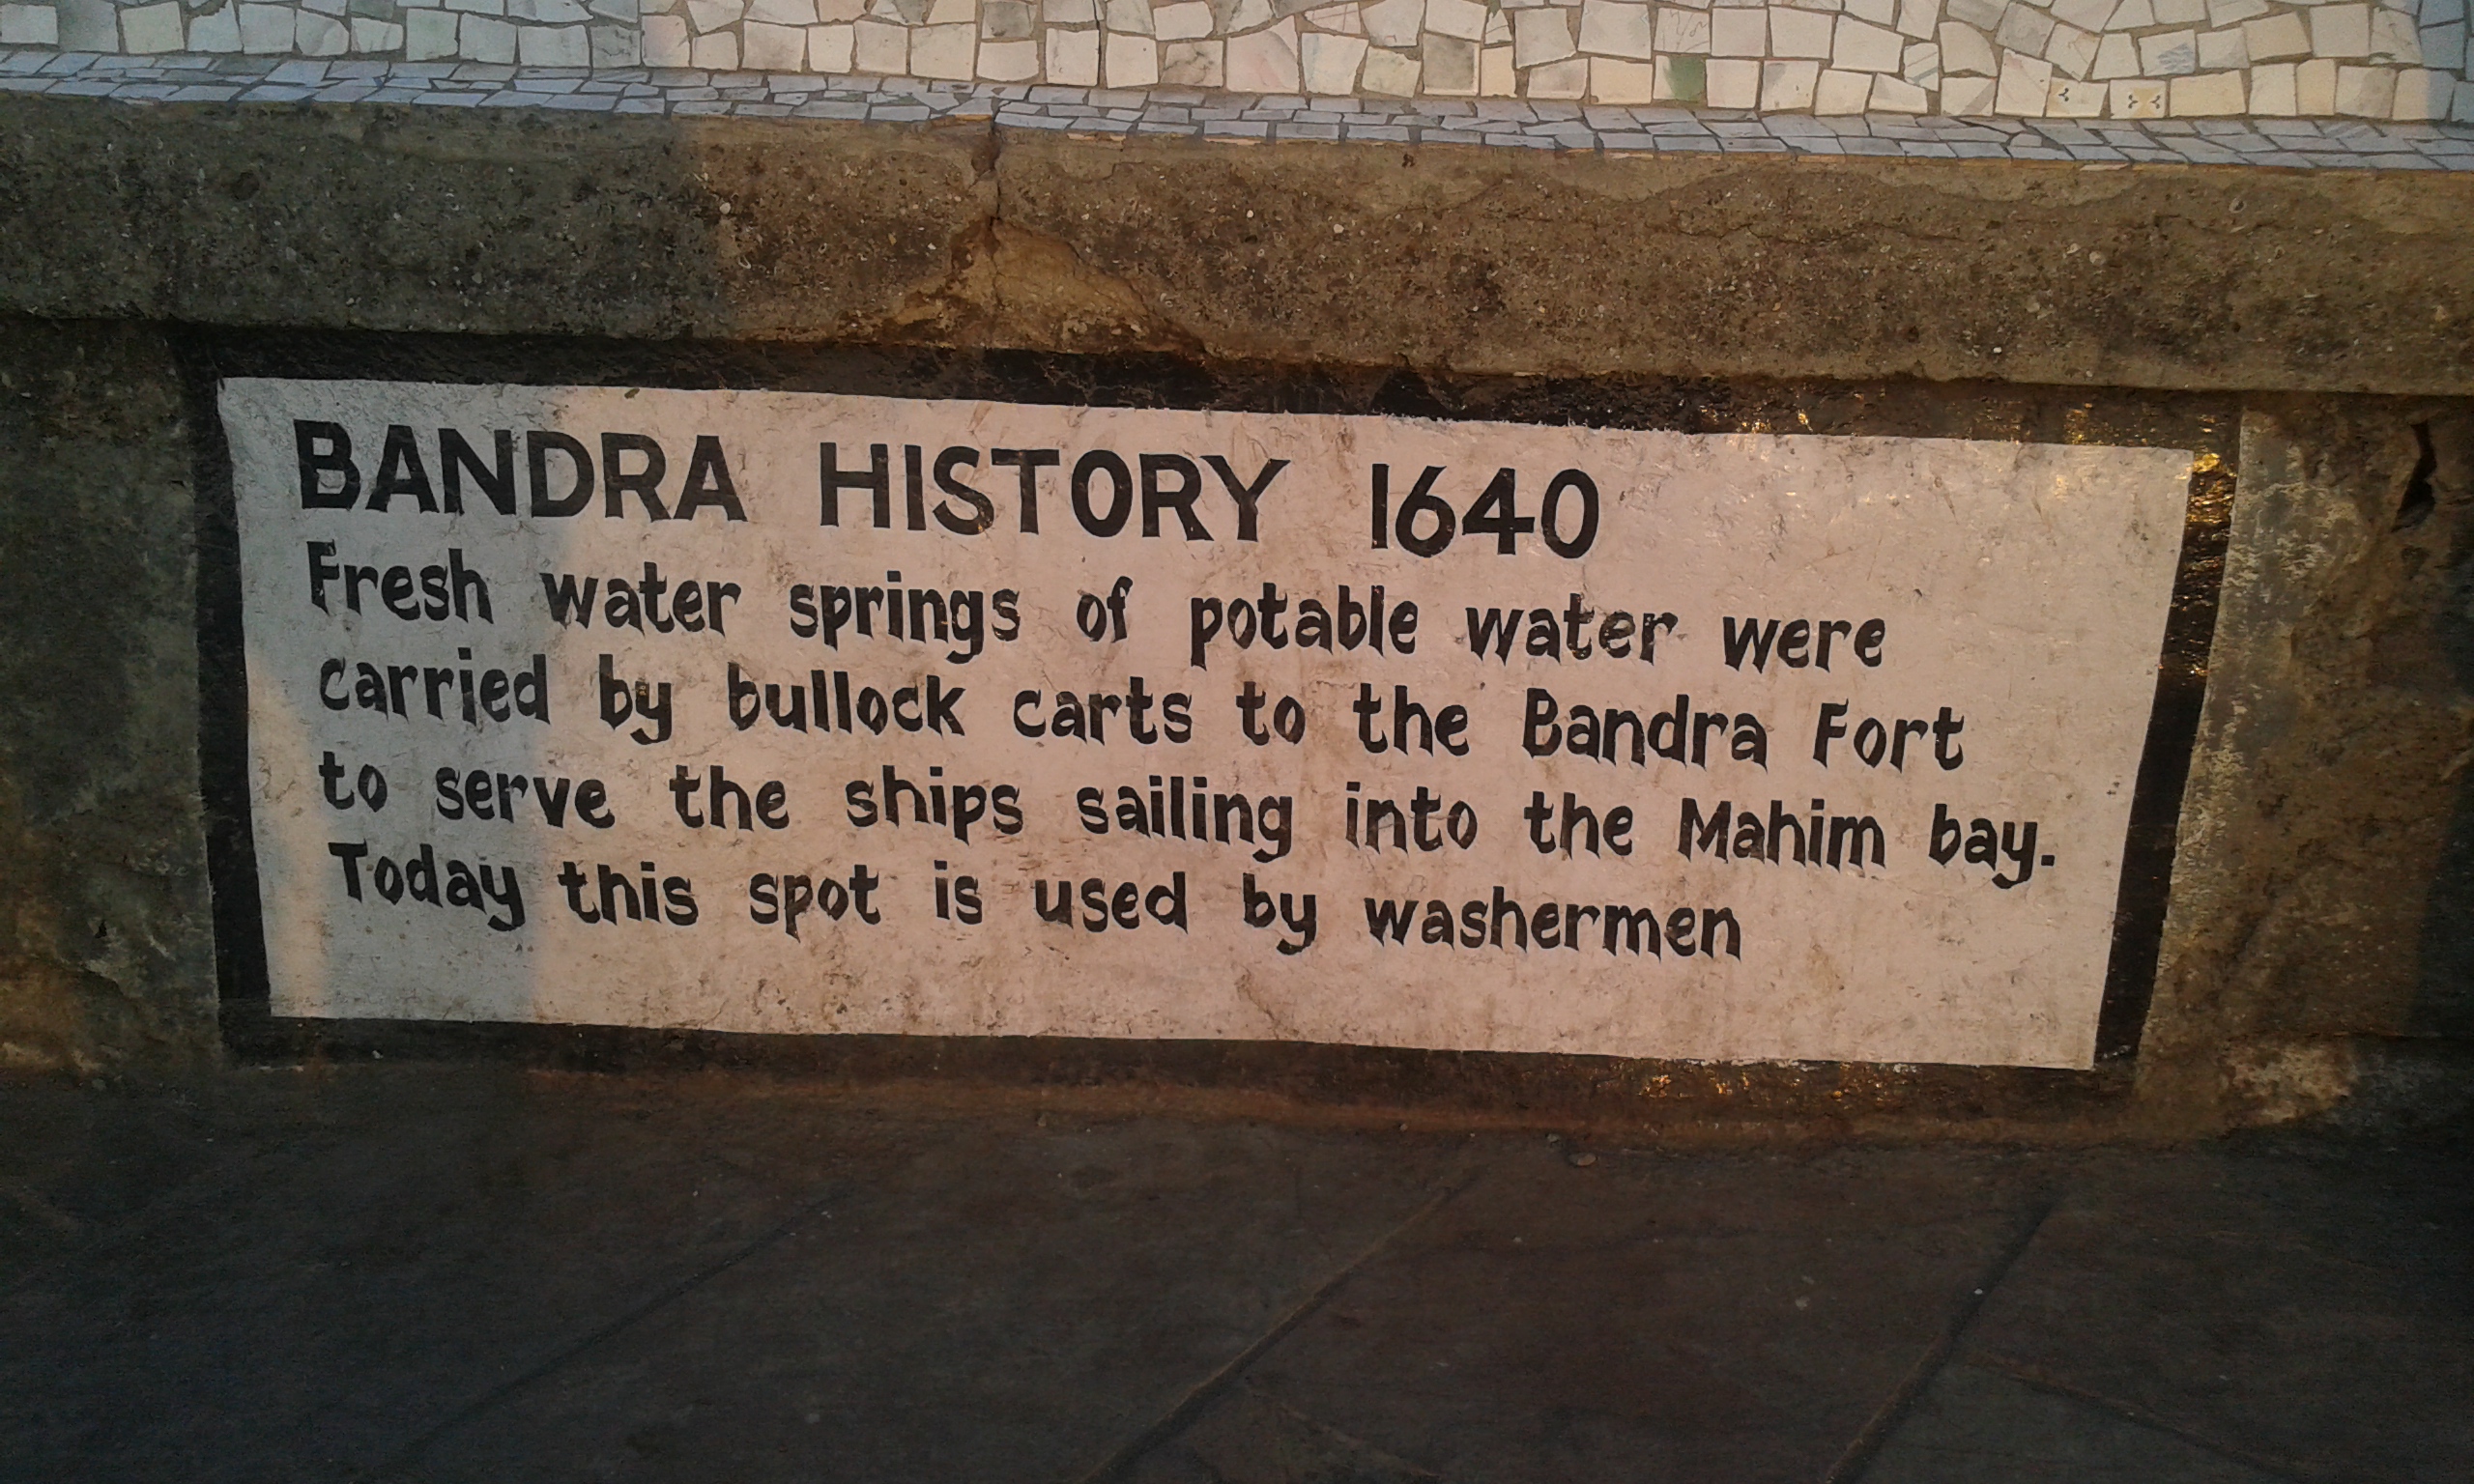 BANDRA HISTORY 1640
Fresh water springs of potable water were
carried by bullock carts to the Bandra Fort
to serve the ships sailing into the Mahim bay.
Today this spot is used by washermen